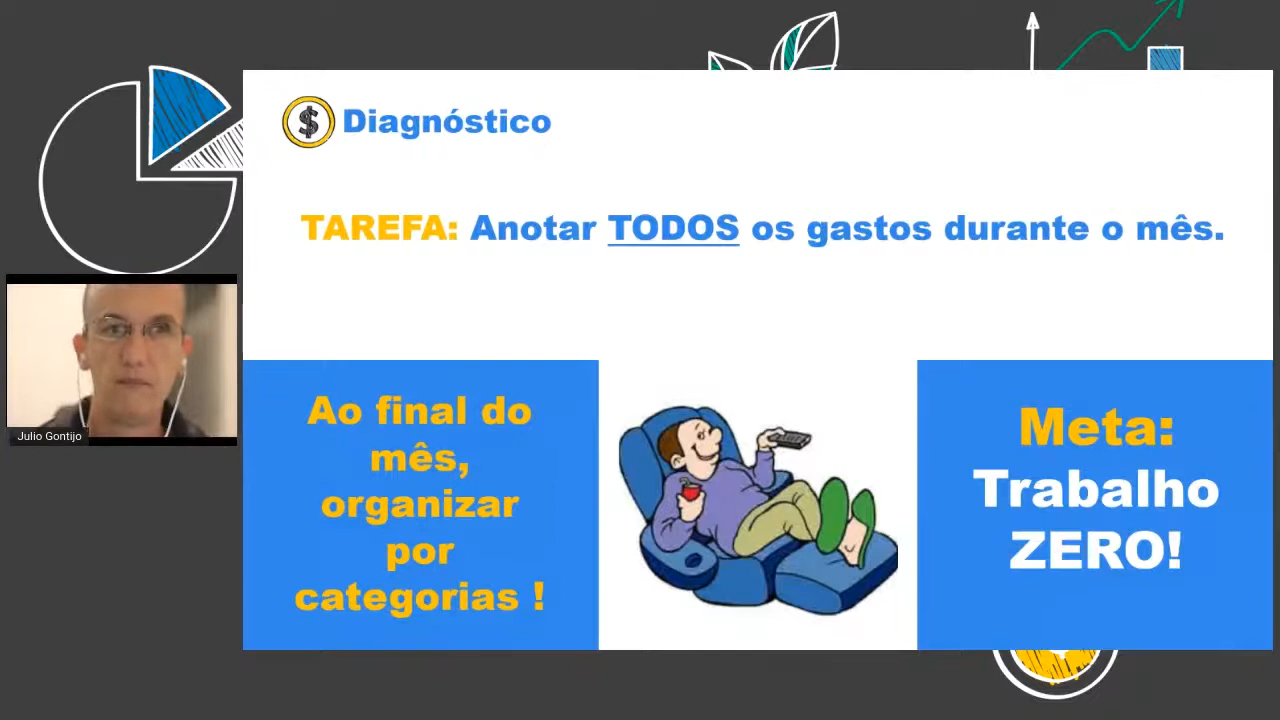 $ Diagnóstico
TAREFA: Anotar TODOS os gastos durante o mês.
Julio Gontijo
Ao final do
mês,
organizar
por
categorias !
Meta:
Trabalho
ZERO!